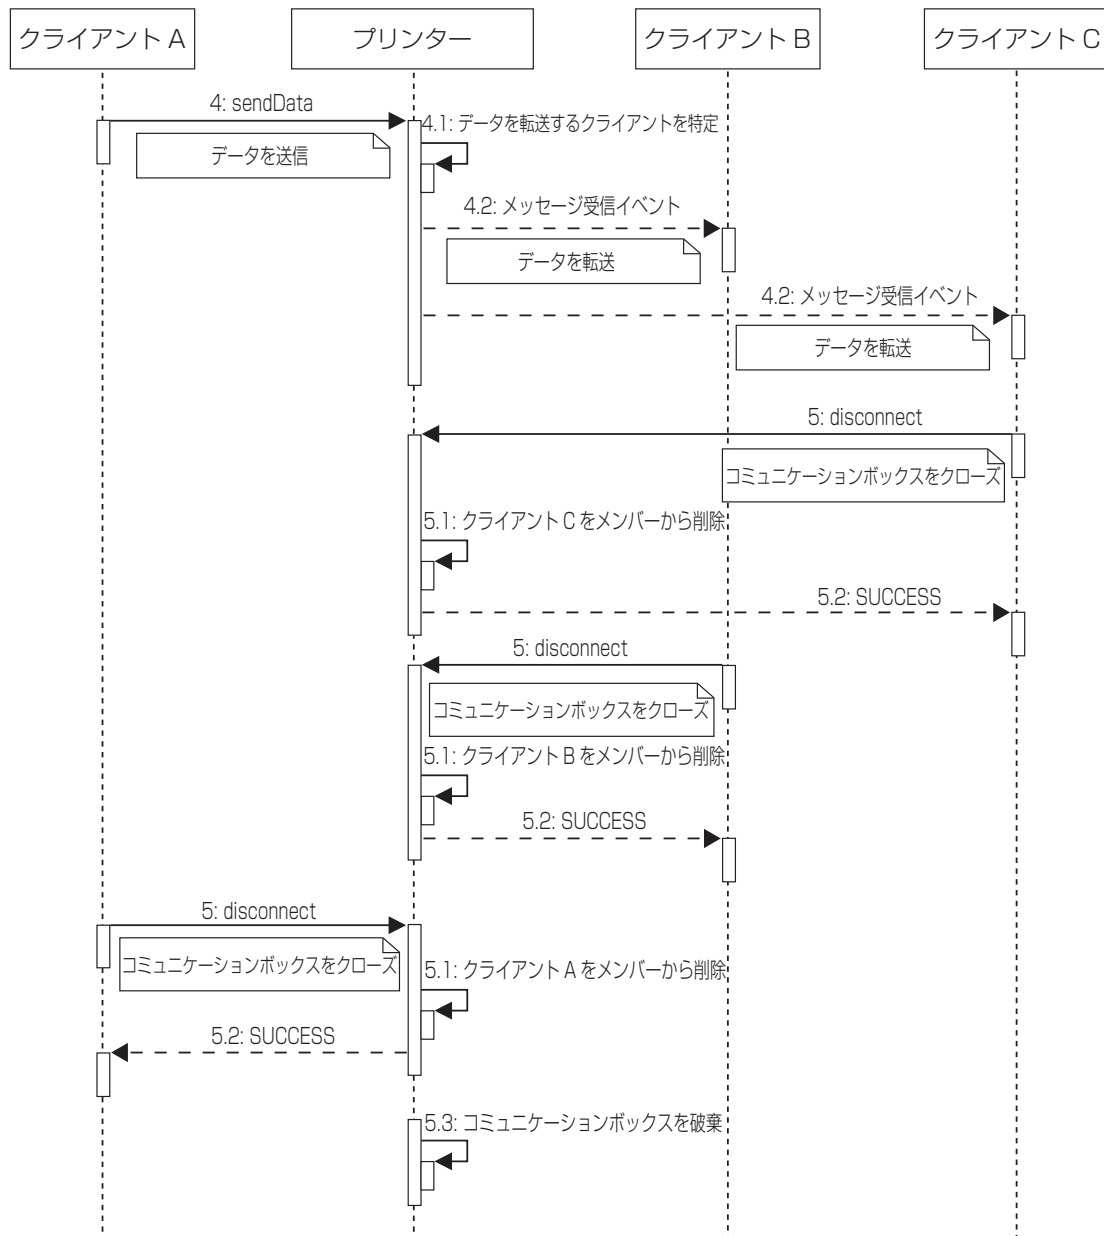 クライアント A
プリンター
クライアント B
クライアント C
4: sendData
データを送信
4.1: データを転送するクライアントを特定
4.2: メッセージ受信イベント
データを転送
4.2: メッセージ受信イベント
データを転送
5: disconnect
コミュニケーションボックスをクローズ
5.1: クライアント C をメンバーから削除
5.2: SUCCESS
5: disconnect
コミュニケーションボックスをクローズ
5.1: クライアント B をメンバーから削除
5.2: SUCCESS
5: disconnect
コミュニケーションボックスをクローズ
5.1: クライアント A をメンバーから削除
5.2: SUCCESS
5.3: コミュニケーションボックスを破棄